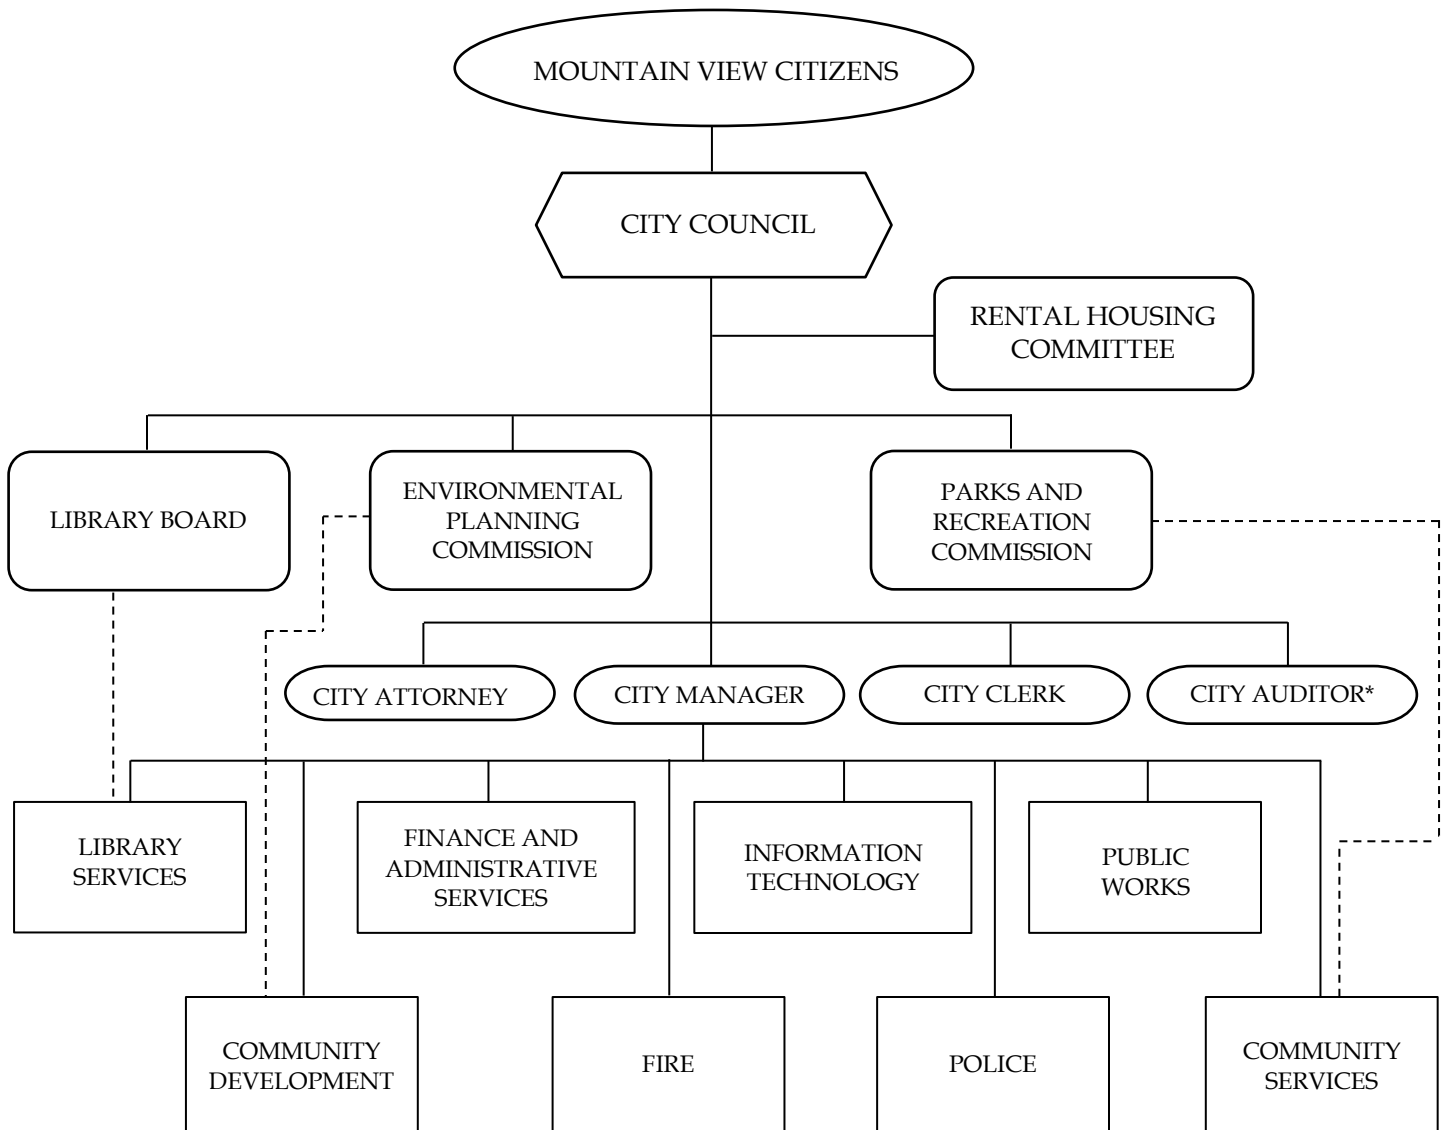 MOUNTAIN VIEW CITIZENS
CITY COUNCIL
RENTAL HOUSING
COMMITTEE
LIBRARY BOARD
ENVIRONMENTAL
PLANNING
COMMISSION
PARKS AND
RECREATION
COMMISSION
CITY ATTORNEY
CITY MANAGER
CITY CLERK
CITY AUDITOR*
LIBRARY
SERVICES
FINANCE AND
ADMINISTRATIVE
SERVICES
INFORMATION
TECHNOLOGY
PUBLIC
WORKS
COMMUNITY
DEVELOPMENT
FIRE
POLICE
COMMUNITY
SERVICES